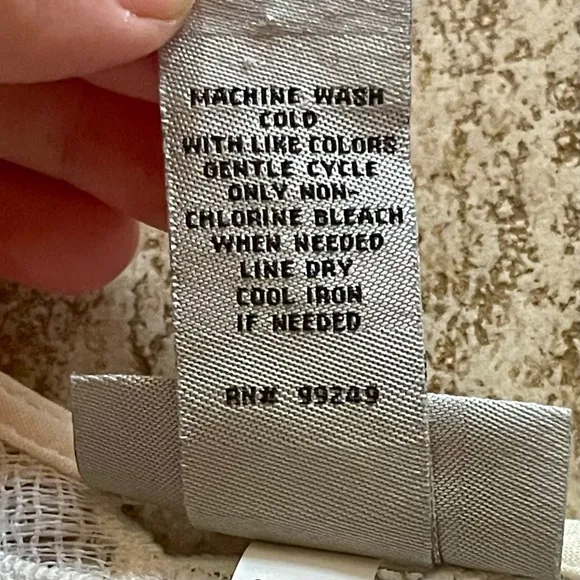 MACHINE WASH
COLD
WITH LIKE COLORS
GENTLE CYCLE
ONLY NON-
CHLORINE BLEACH
WHEN NEEDED
LINE DRY
COOL IRON
IF NEEDED
RN# 99249